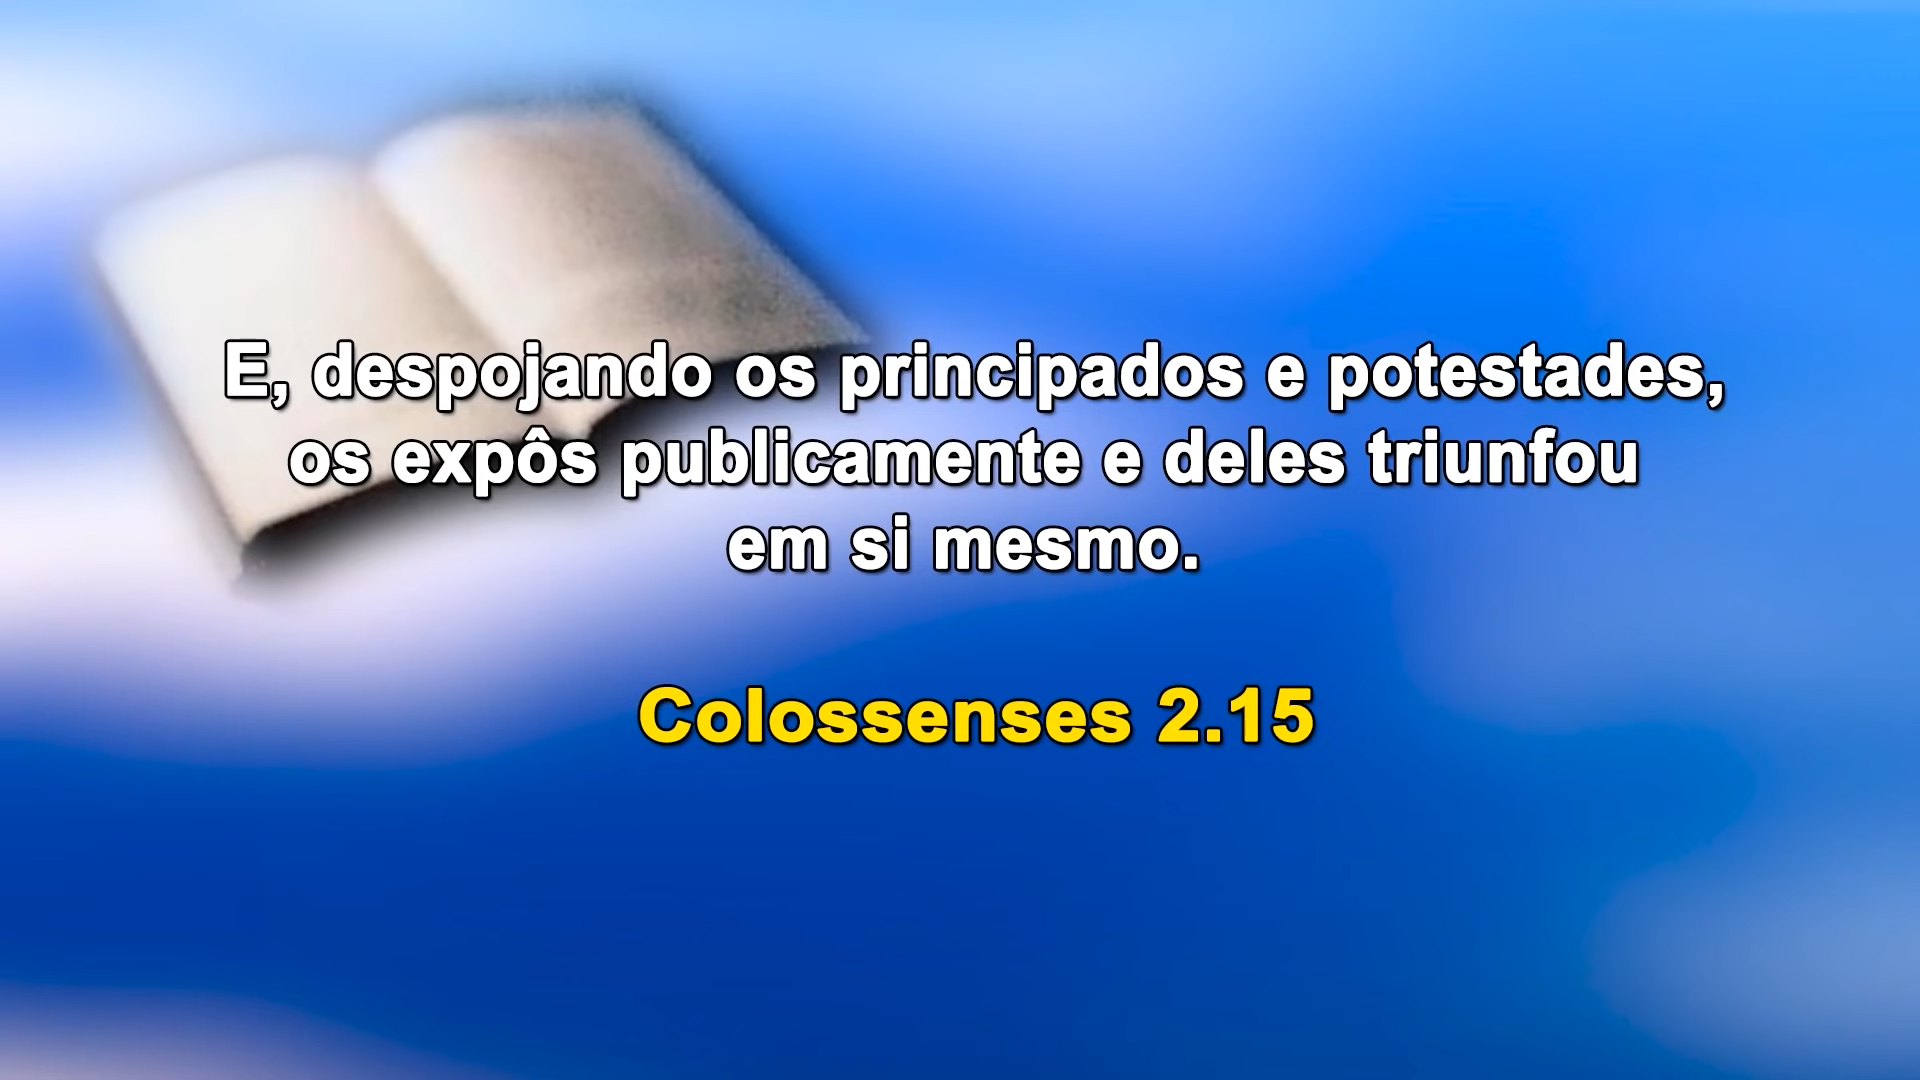 E, despojando os principados e potestades,
os expôs publicamente e deles triunfou
em si mesmo.
Colossenses 2.15